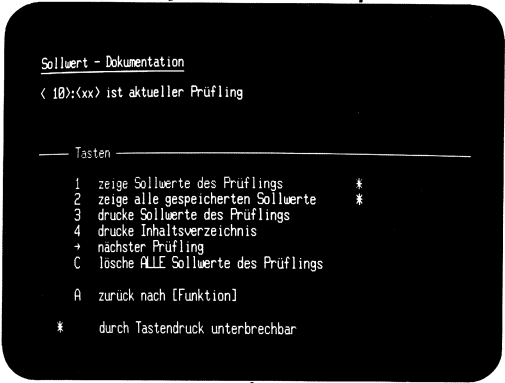 Sollwert - Dokumentation
< 10>:<xx> ist aktueller Prüfling
Tasten
1 zeige Sollwerte des Prüflings *
2 zeige alle gespeicherten Sollwerte *
3 drucke Sollwerte des Prüflings
4 drucke Inhaltsverzeichnis
→ nächster Prüfling
C lösche ALLE Sollwerte des Prüflings
A zurück nach [Funktion]
* durch Tastendruck unterbrechbar